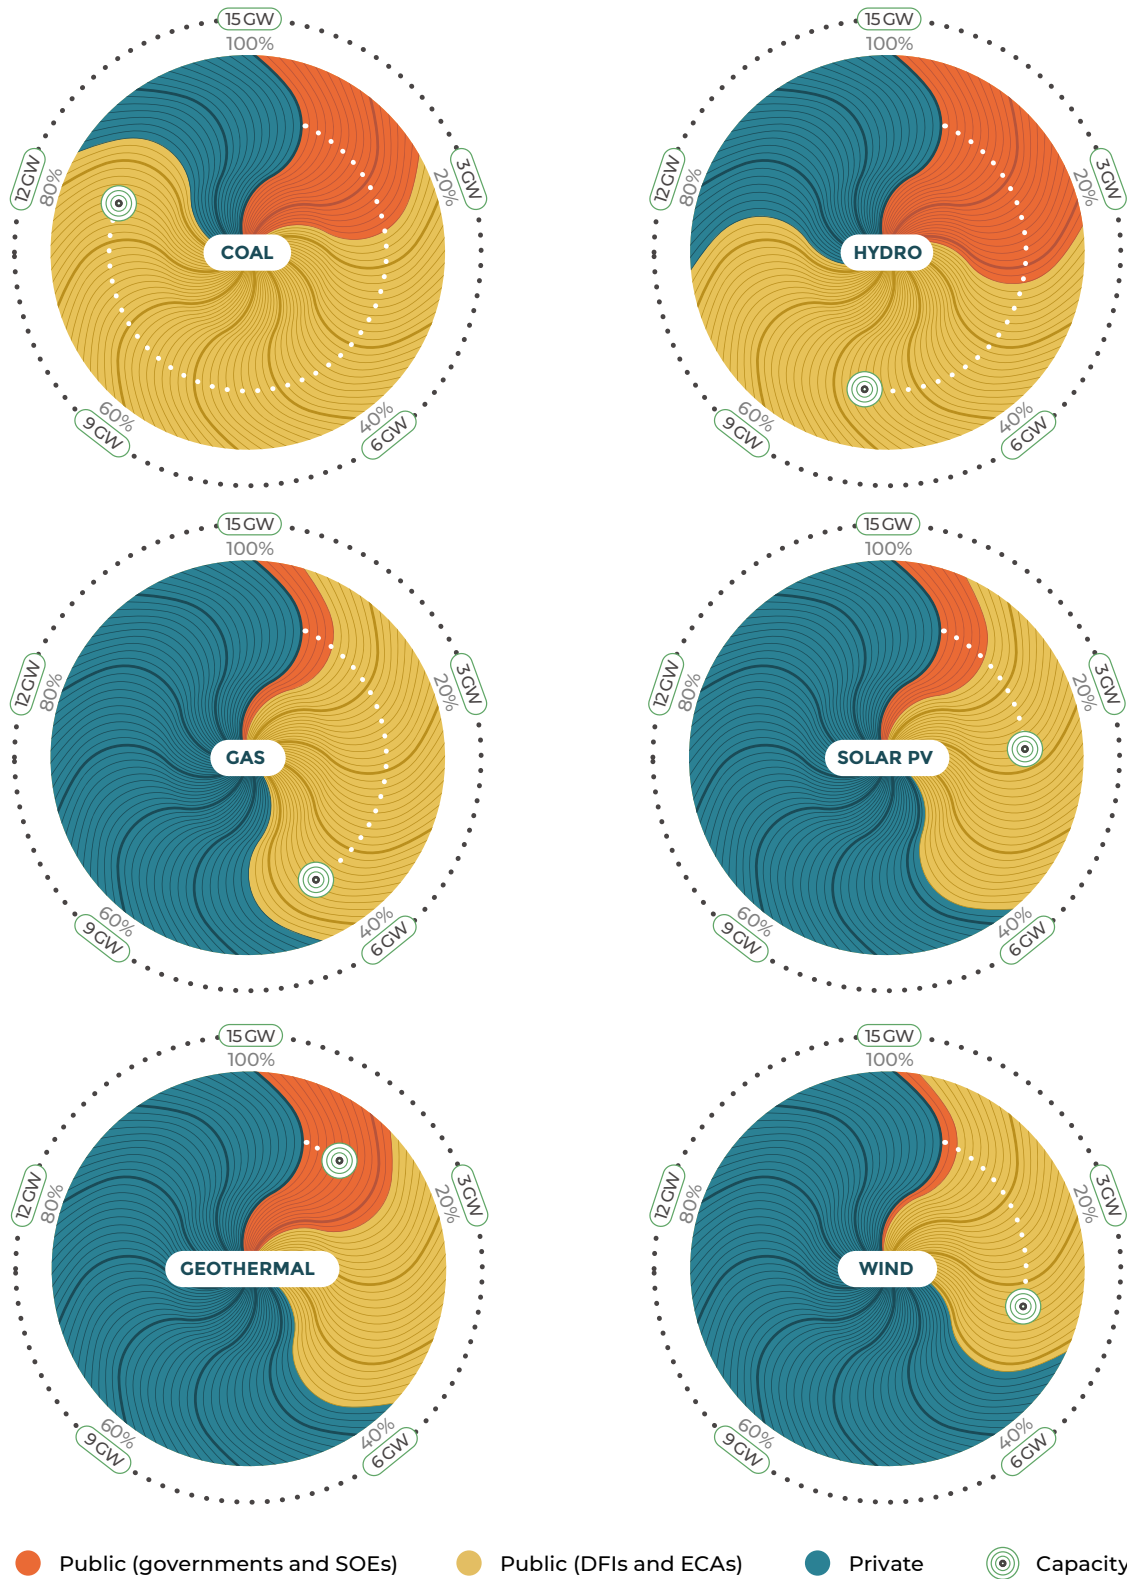 15 GW
100%
3 GW
20%
12 GW
80%
COAL
40%
6 GW
60%
9 GW
15 GW
100%
3 GW
20%
12 GW
80%
HYDRO
40%
6 GW
60%
9 GW
15 GW
100%
3 GW
20%
12 GW
80%
GAS
40%
6 GW
60%
9 GW
15 GW
100%
3 GW
20%
12 GW
80%
SOLAR PV
40%
6 GW
60%
9 GW
15 GW
100%
3 GW
20%
12 GW
80%
GEOTHERMAL
40%
6 GW
60%
9 GW
15 GW
100%
3 GW
20%
12 GW
80%
WIND
40%
6 GW
60%
9 GW
Public (governments and SOEs)
Public (DFIs and ECAs)
Private
Capacity